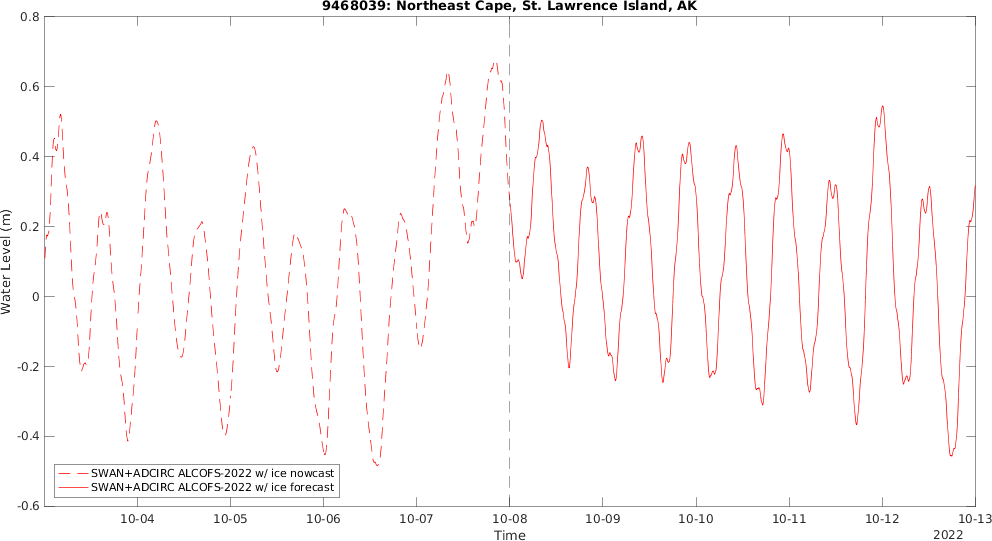 9468039: Northeast Cape, St. Lawrence Island, AK
0.8
0.6
0.4
0.2
0
-0.2
-0.4
-0.6
Water Level (m)
SWAN+ADCIRC ALCOFS-2022 w/ ice nowcast
SWAN+ADCIRC ALCOFS-2022 w/ ice forecast
10-04 10-05 10-06 10-07 10-08 10-09 10-10 10-11 10-12 10-13
Time
2022